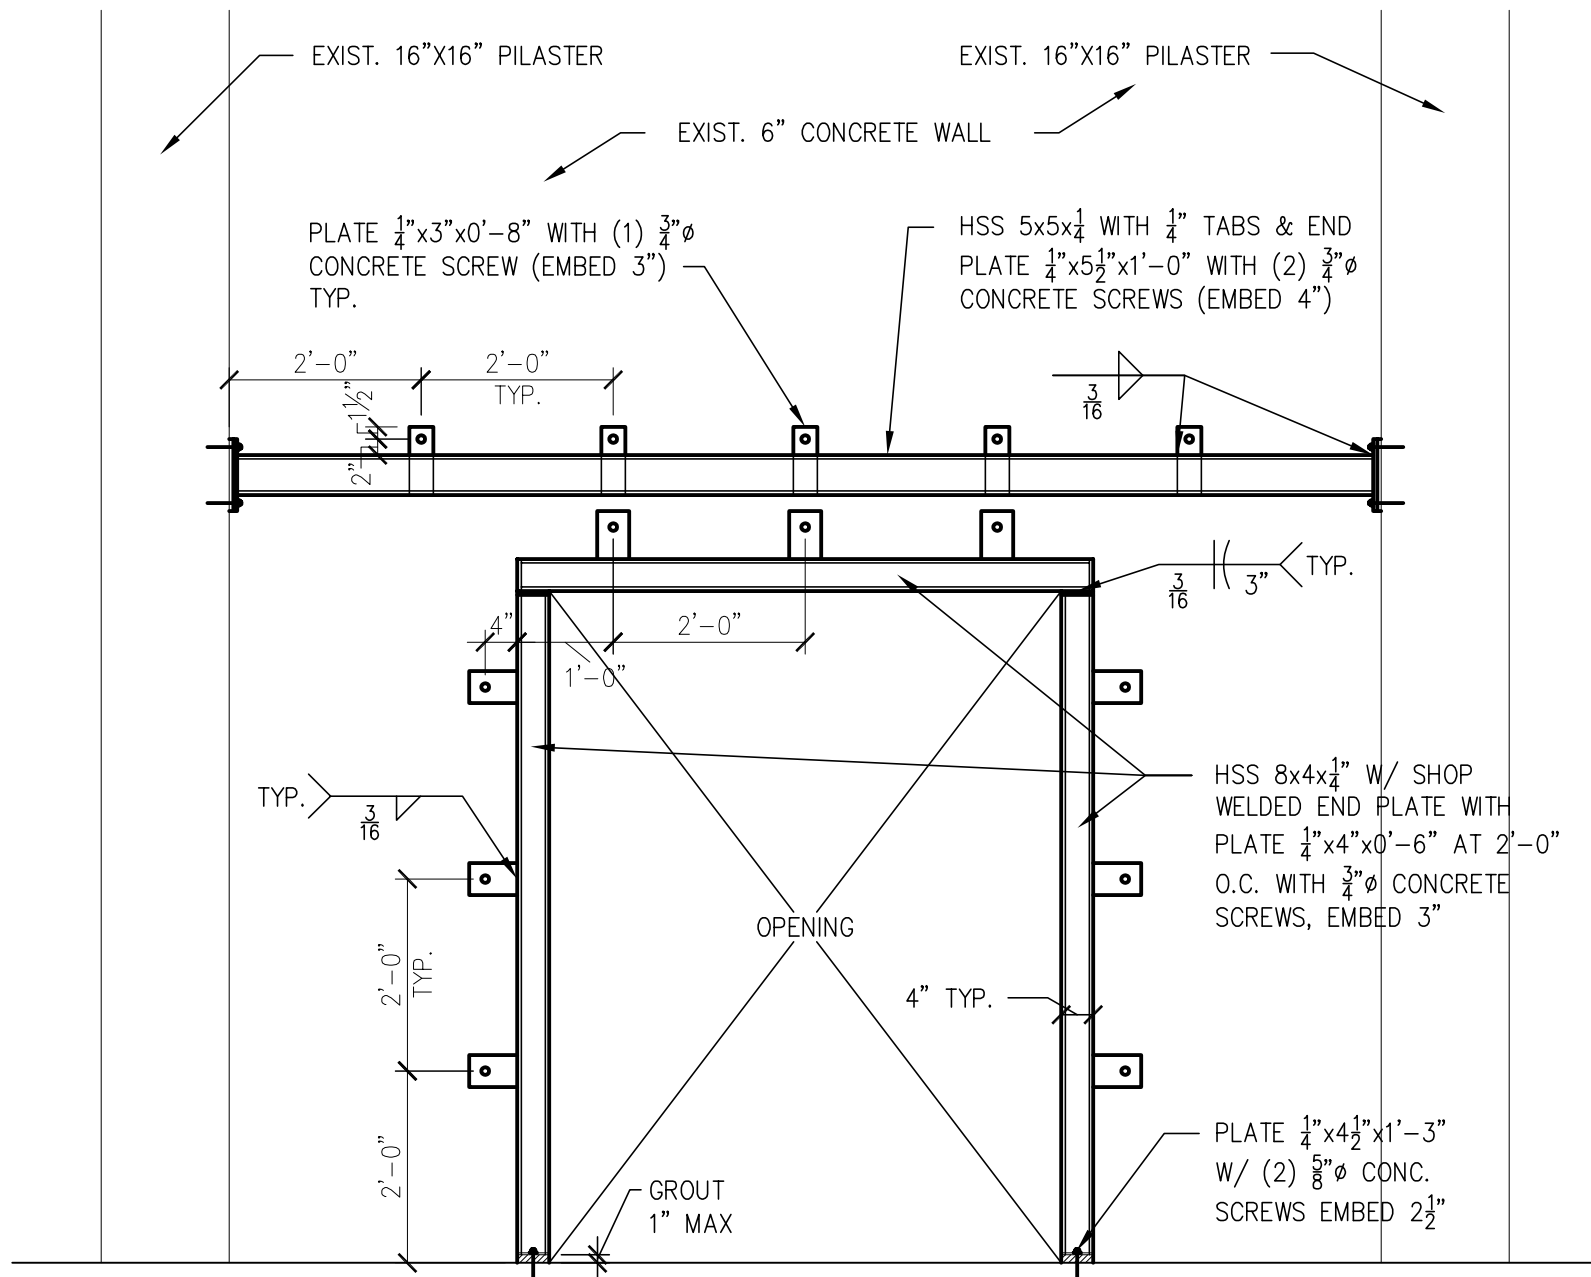 EXIST. 16”X16” PILASTER
EXIST. 16”X16” PILASTER
EXIST. 6” CONCRETE WALL
PLATE 1/4”x3”x0’-8” WITH (1) 3/4”ø
CONCRETE SCREW (EMBED 3”)
TYP.
HSS 5x5x1/4 WITH 1/4” TABS & END
PLATE 1/4”x5 1/2”x1’-0” WITH (2) 3/4”ø
CONCRETE SCREWS (EMBED 4”)
2’-0”
2’-0”
TYP.
1 1/2”
2”
3/16
3/16
3”
TYP.
4”
1’-0”
2’-0”
TYP.
3/16
HSS 8x4x1/4” W/ SHOP
WELDED END PLATE WITH
PLATE 1/4”x4”x0’-6” AT 2’-0”
O.C. WITH 3/4”ø CONCRETE
SCREWS, EMBED 3”
OPENING
2’-0”
TYP.
4” TYP.
2’-0”
GROUT
1” MAX
PLATE 1/4”x4 1/2”x1’-3”
W/ (2) 5/8”ø CONC.
SCREWS EMBED 2 1/2”